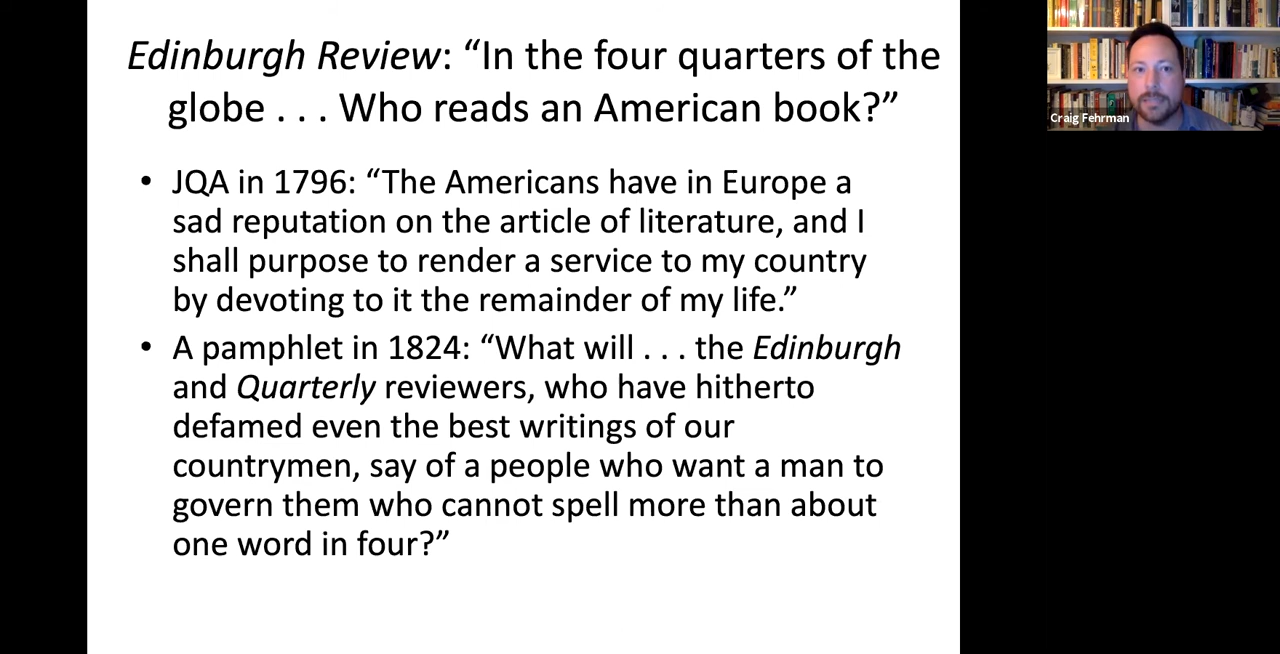 Edinburgh Review: “In the four quarters of the
globe . . . Who reads an American book?”
• JQA in 1796: “The Americans have in Europe a
sad reputation on the article of literature, and I
shall purpose to render a service to my country
by devoting to it the remainder of my life.”
• A pamphlet in 1824: “What will . . . the Edinburgh
and Quarterly reviewers, who have hitherto
defamed even the best writings of our
countrymen, say of a people who want a man to
govern them who cannot spell more than about
one word in four?”
Craig Fehrman